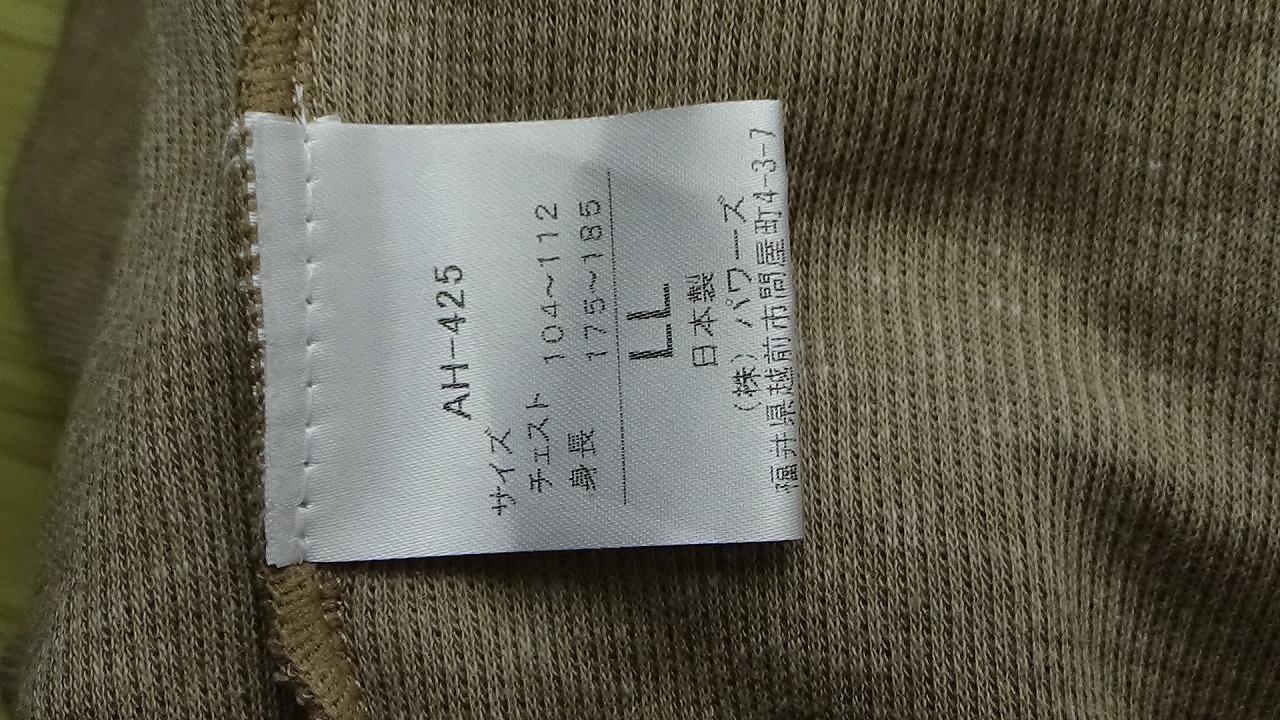 AH-425
サイズ
チェスト 104～112
身長 175～185
LL
日本製
(株) パワーズ
福井県越前市問屋町4-3-7